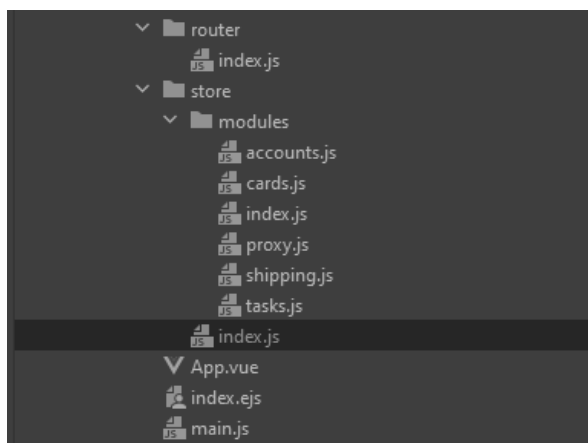 router
index.js
store
modules
accounts.js
cards.js
index.js
proxy.js
shipping.js
tasks.js
index.js
App.vue
index.ejs
main.js